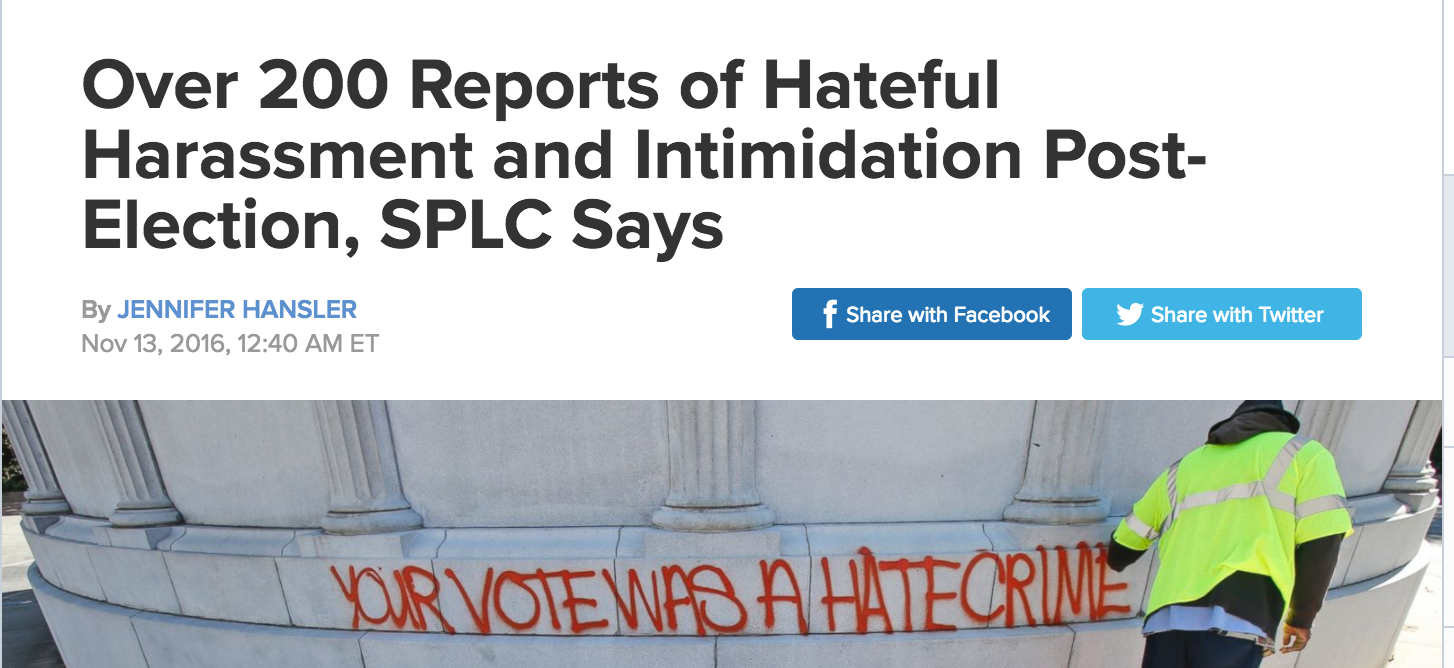 Over 200 Reports of Hateful
Harassment and Intimidation Post-
Election, SPLC Says
By JENNIFER HANSLER
Nov 13, 2016, 12:40 AM ET
Share with Facebook
Share with Twitter
YOUR VOTE WAS A HATE CRIME